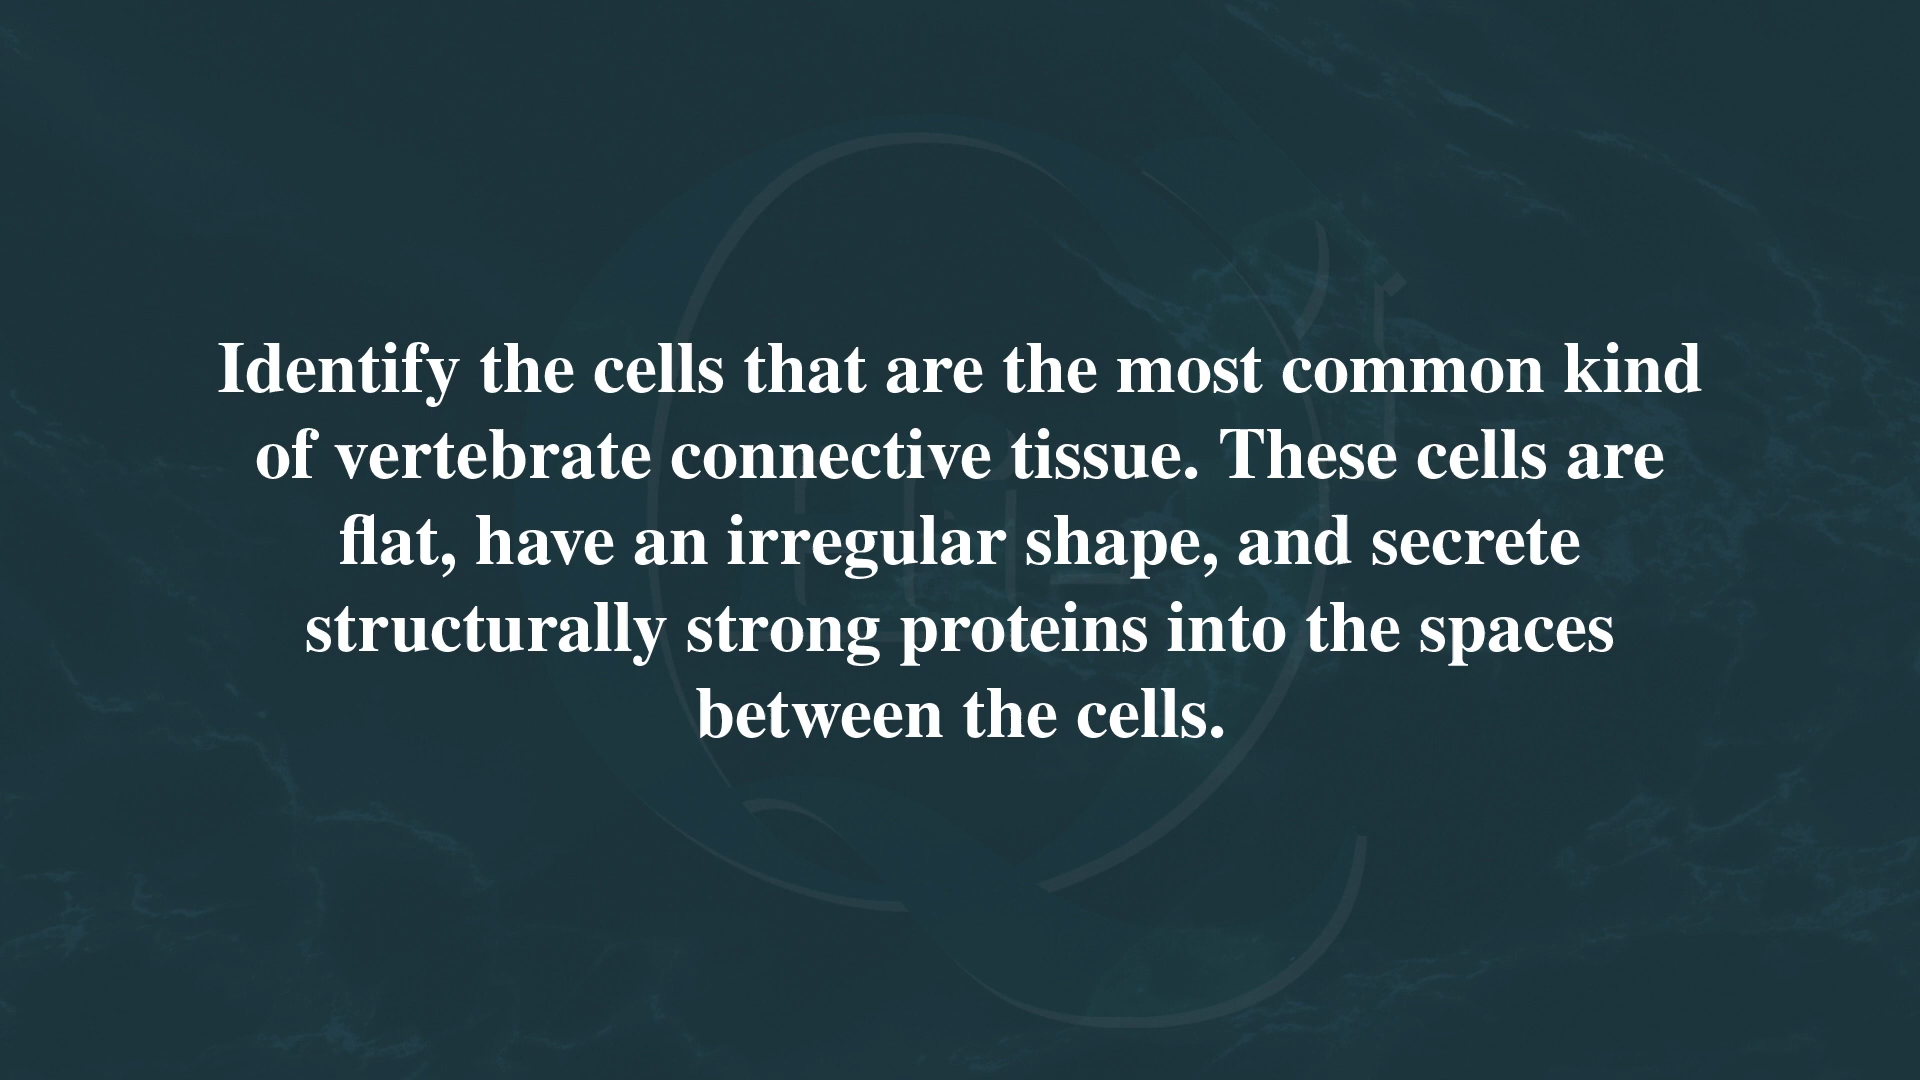 Identify the cells that are the most common kind
of vertebrate connective tissue. These cells are
flat, have an irregular shape, and secrete
structurally strong proteins into the spaces
between the cells.